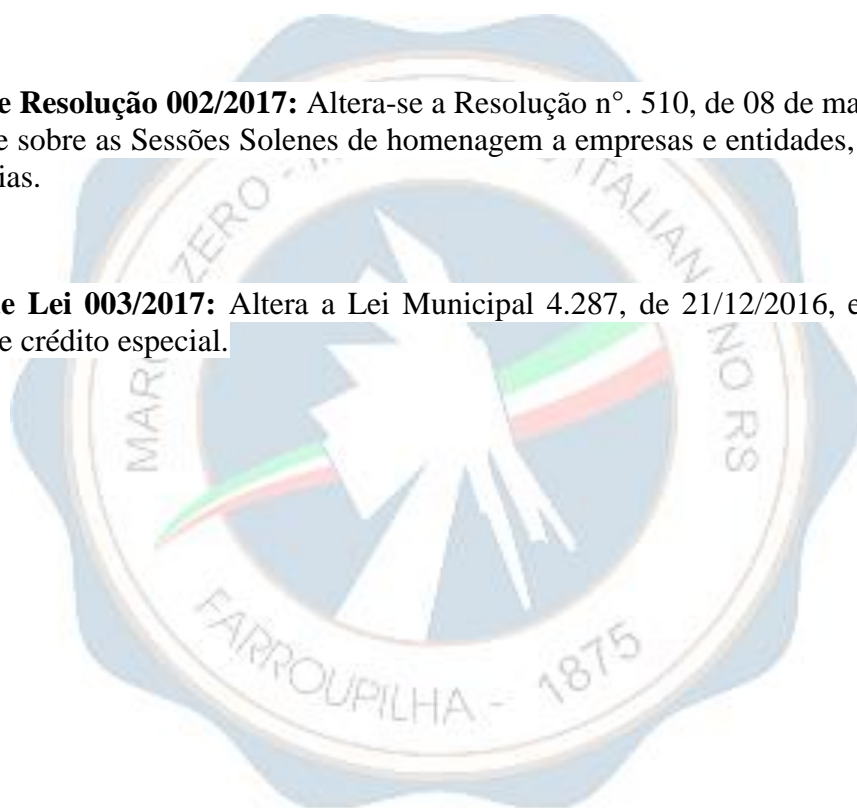 e Resolução 002/2017: Altera-se a Resolução n°. 510, de 08 de ma
e sobre as Sessões Solenes de homenagem a empresas e entidades,
ias.
e Lei 003/2017: Altera a Lei Municipal 4.287, de 21/12/2016, e
e crédito especial.
MAR ZERO - ITALIAN NO RS
FARROUPILHA - 1875